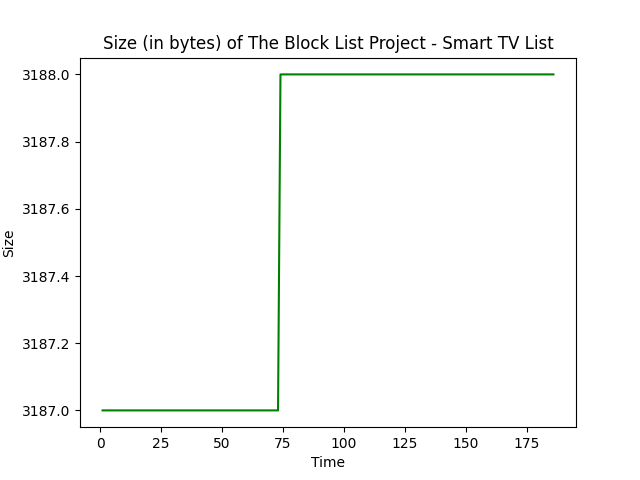 Size (in bytes) of The Block List Project - Smart TV List
3188.0
3187.8
3187.6
3187.4
3187.2
3187.0
Size
0 25 50 75 100 125 150 175
Time